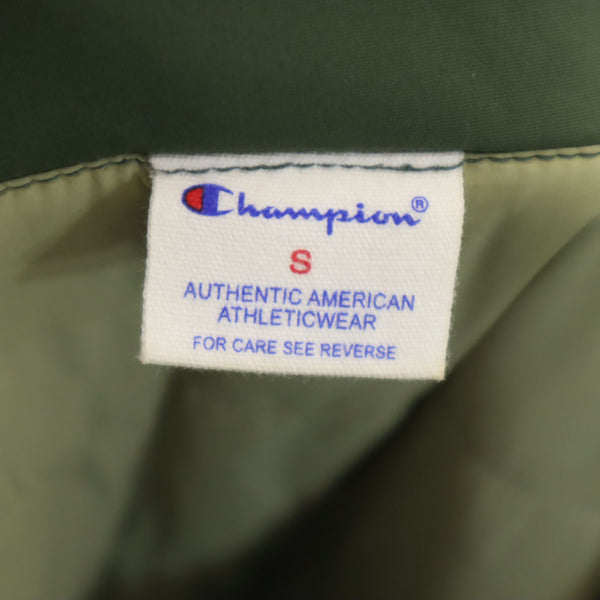 Champion®
S
AUTHENTIC AMERICAN
ATHLETICWEAR
FOR CARE SEE REVERSE